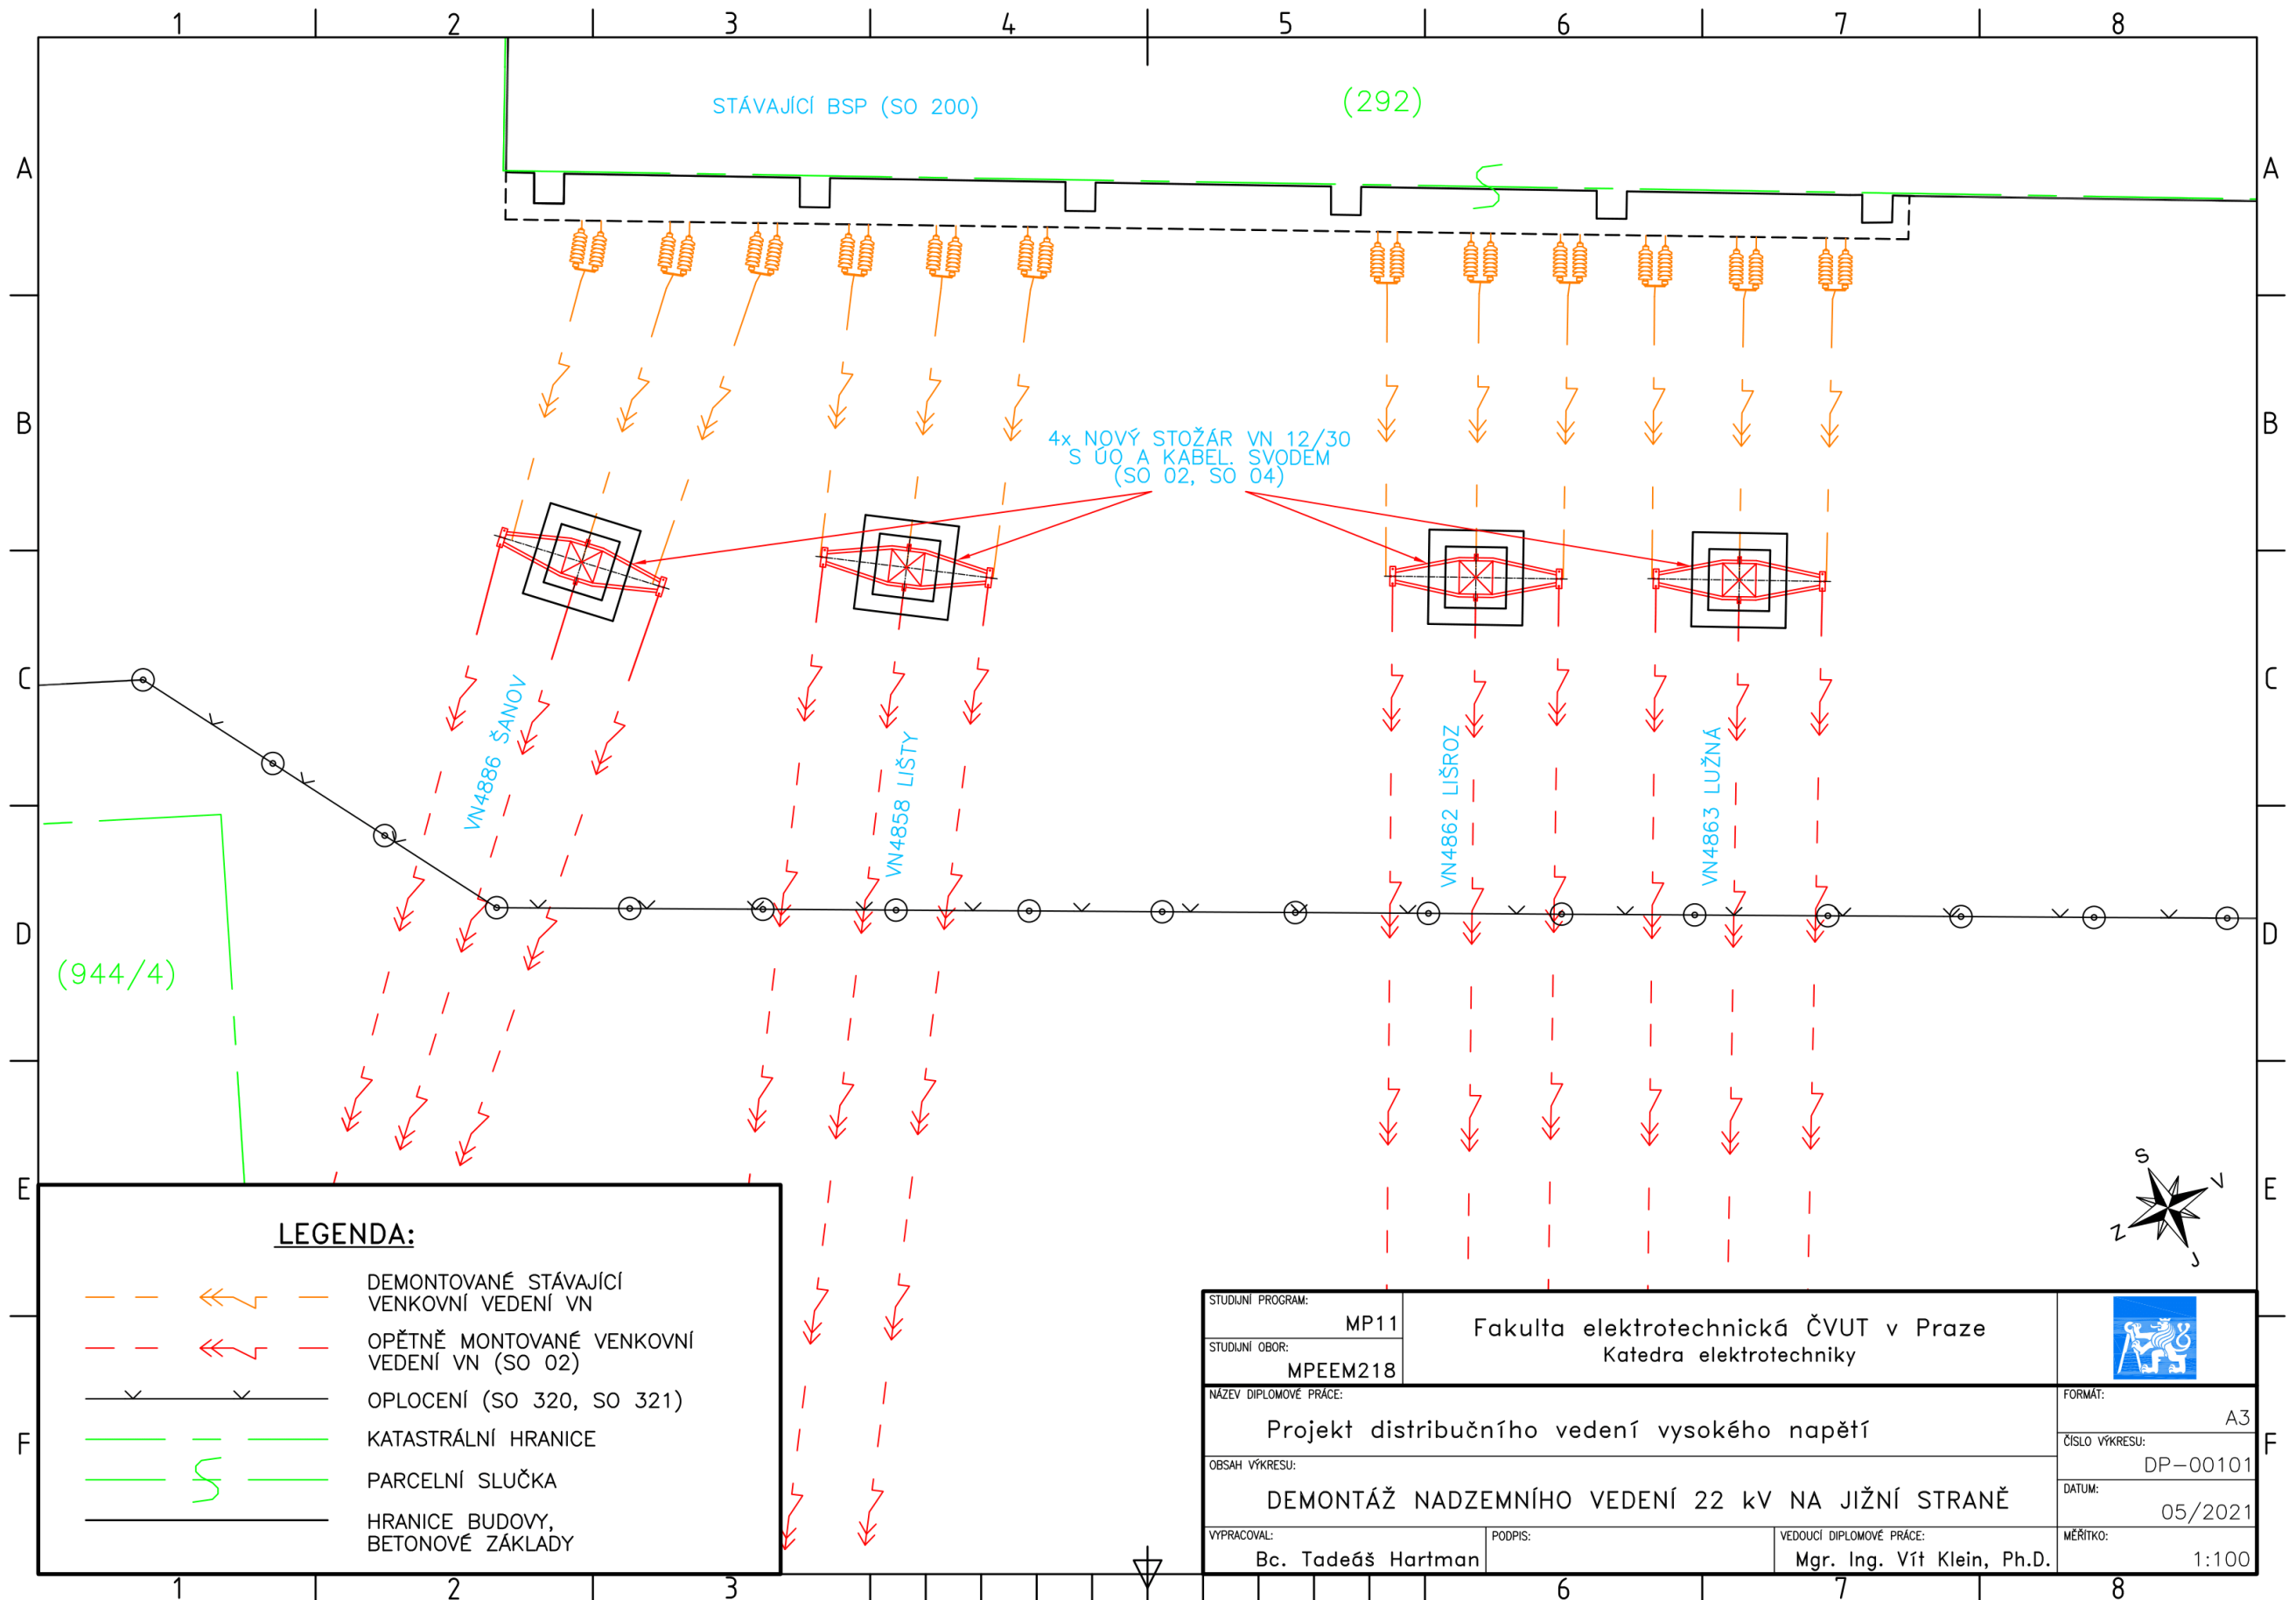 1 2 3 4 5 6 7 8
STÁVAJÍCÍ BSP (SO 200)
(292)
A A
B B
4x NOVÝ STOŽÁR VN 12/30
S ÚO A KABEL. SVODEM
(SO 02, SO 04)
C C
VN4886 ŠANOV
VN4858 LIŠTY
VN4862 LIŠROZ
VN4863 LUŽNÁ
D D
(944/4)
S
V
Z
J
E E
LEGENDA:
DEMONTOVANÉ STÁVAJÍCÍ
VENKOVNÍ VEDENÍ VN
OPĚTNĚ MONTOVANÉ VENKOVNÍ
VEDENÍ VN (SO 02)
OPLOCENÍ (SO 320, SO 321)
KATASTRÁLNÍ HRANICE
PARCELNÍ SLUČKA
HRANICE BUDOVY,
BETONOVÉ ZÁKLADY
F F
STUDIJNÍ PROGRAM:
MP11
STUDIJNÍ OBOR:
MPEEM218
Fakulta elektrotechnická ČVUT v Praze
Katedra elektrotechniky
NÁZEV DIPLOMOVÉ PRÁCE:
Projekt distribučního vedení vysokého napětí
FORMÁT:
A3
ČÍSLO VÝKRESU:
DP-00101
OBSAH VÝKRESU:
DEMONTÁŽ NADZEMNÍHO VEDENÍ 22 kV NA JIŽNÍ STRANĚ
DATUM:
05/2021
VYPRACOVAL:
Bc. Tadeáš Hartman
PODPIS:
VEDOUCÍ DIPLOMOVÉ PRÁCE:
Mgr. Ing. Vít Klein, Ph.D.
MĚŘÍTKO:
1:100
1 2 3 6 7 8